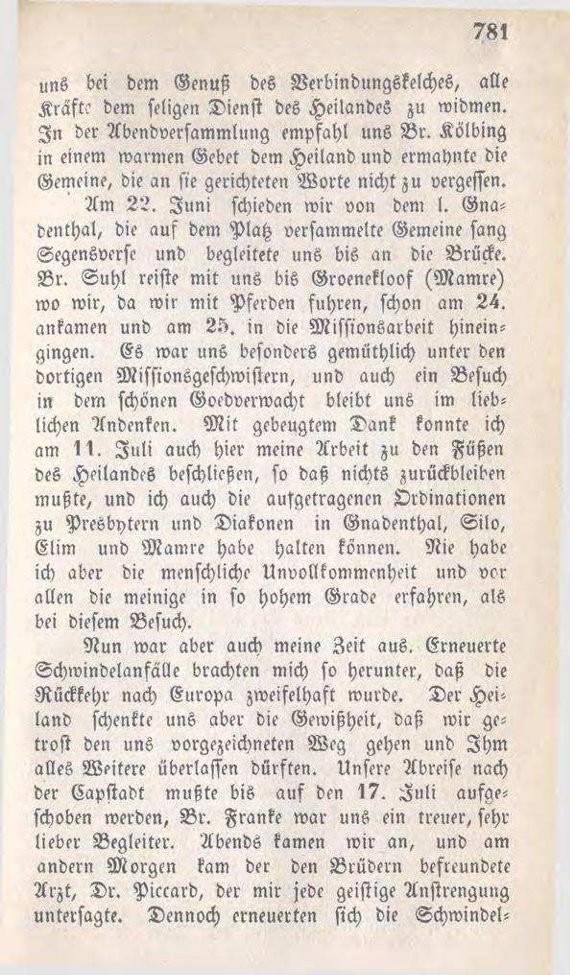 781
uns bei dem Genuß des Verbindungskelches, alle
Kräfte dem seligen Dienst des Heilandes zu widmen.
In der Abendversammlung empfahl uns Br. Kölbing
in einem warmen Gebet dem Heiland und ermahnte die
Gemeine, die an sie gerichteten Worte nicht zu vergessen.
Am 22. Juni schieden wir von dem l. Gna-
denthal, die auf dem Platz versammelte Gemeine sang
Segensverse und begleitete uns bis an die Brücke.
Br. Suhl reiste mit uns bis Groenekloof (Mamre)
wo wir, da wir mit Pferden fuhren, schon am 24.
ankamen und am 25. in die Missionsarbeit hinein-
gingen. Es war uns besonders gemüthlich unter den
dortigen Missionsgeschwistern, und auch ein Besuch
in dem schönen Goedverwacht bleibt uns im lieb-
lichen Andenken. Mit gebeugtem Dank konnte ich
am 11. Juli auch hier meine Arbeit zu den Füßen
des Heilandes beschließen, so daß nichts zurückbleiben
mußte, und ich auch die aufgetragenen Ordinationen
zu Presbytern und Diakonen in Gnadenthal, Silo,
Elim und Mamre habe halten können. Nie habe
ich aber die menschliche Unvollkommenheit und vor
allen die meinige in so hohem Grade erfahren, als
bei diesem Besuch.
Nun war aber auch meine Zeit aus. Erneuerte
Schwindelanfälle brachten mich so herunter, daß die
Rückkehr nach Europa zweifelhaft wurde. Der Hei-
land schenkte uns aber die Gewißheit, daß wir ge-
trost den uns vorgezeichneten Weg gehen und Ihm
alles Weitere überlassen dürften. Unsere Abreise nach
der Capstadt mußte bis auf den 17. Juli aufge-
schoben werden, Br. Franke war uns ein treuer, sehr
lieber Begleiter. Abends kamen wir an, und am
andern Morgen kam der den Brüdern befreundete
Arzt, Dr. Piccard, der mir jede geistige Anstrengung
untersagte. Dennoch erneuerten sich die Schwindel-